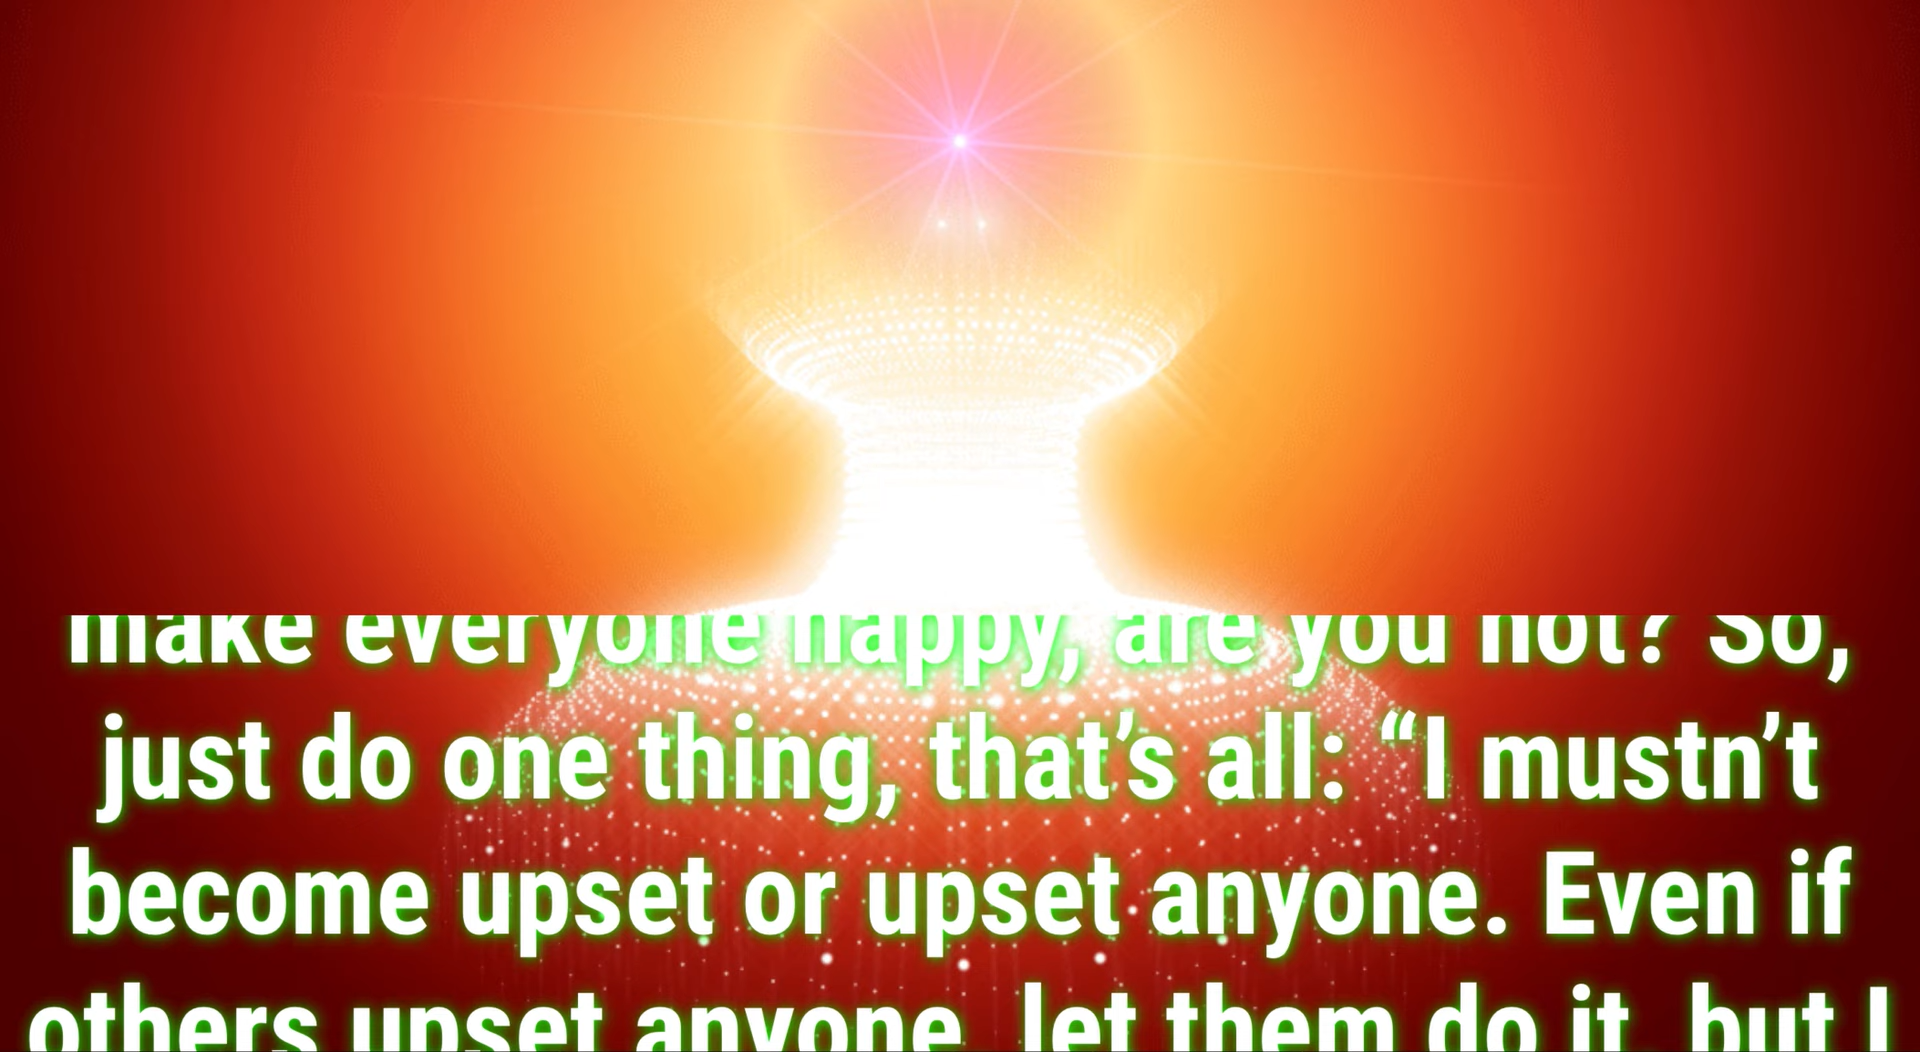 make everyone happy, are you not? So,
just do one thing, that’s all: “I mustn’t
become upset or upset anyone. Even if
others upset anyone, let them do it, but I